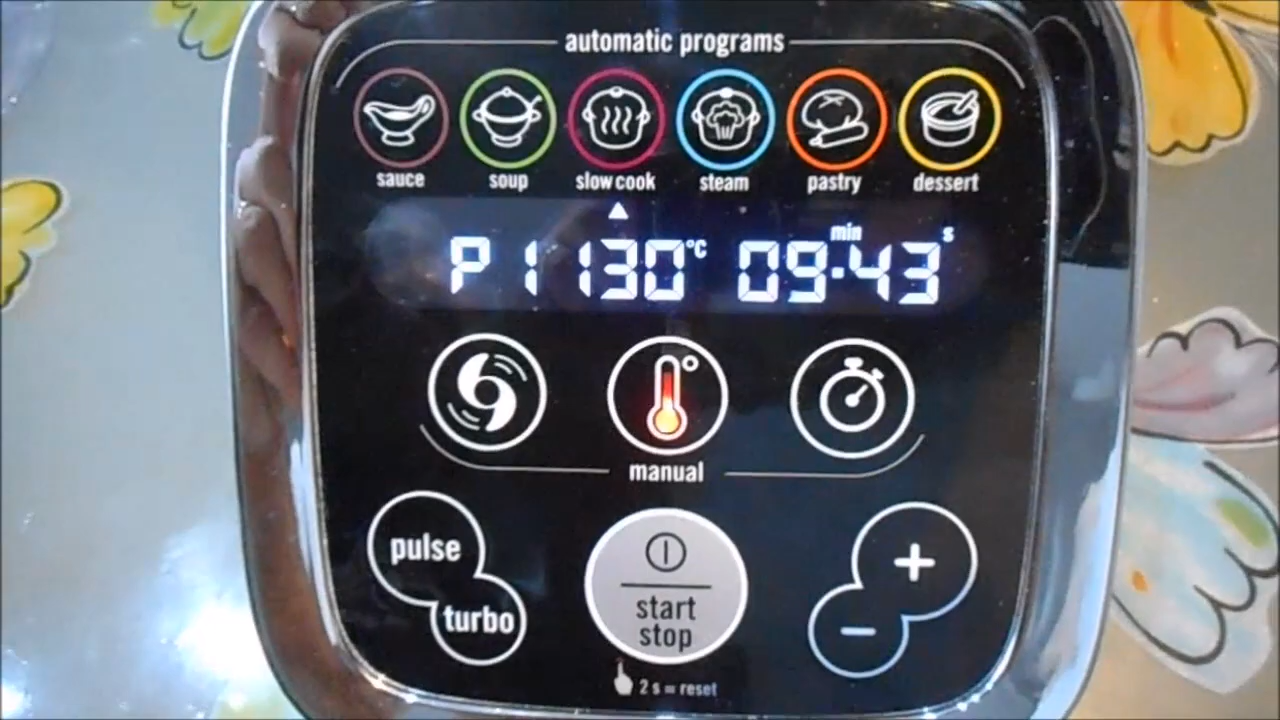 automatic programs
sauce soup slow cook steam pastry dessert
P1 130°C 09 min 43 s
manual
pulse
turbo
start
stop
+
−
2 s = reset